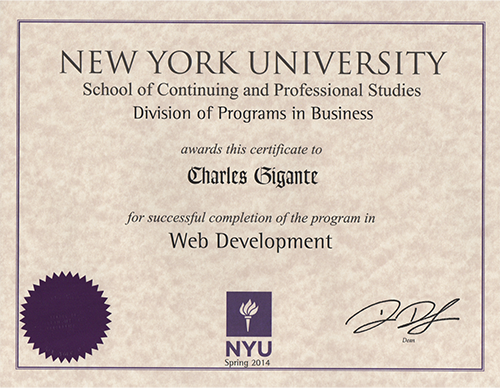 NEW YORK UNIVERSITY
School of Continuing and Professional Studies
Division of Programs in Business
awards this certificate to
Charles Gigante
for successful completion of the program in
Web Development
NYU
Spring 2014
Dean